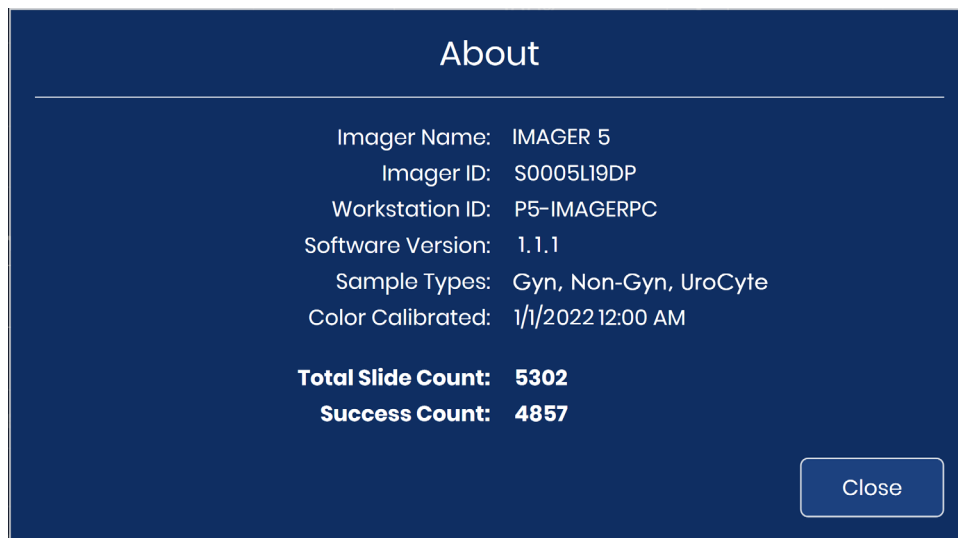 About
Imager Name: IMAGER 5
Imager ID: S0005L19DP
Workstation ID: P5-IMAGERPC
Software Version: 1.1.1
Sample Types: Gyn, Non-Gyn, UroCyte
Color Calibrated: 1/1/2022 12:00 AM
Total Slide Count: 5302
Success Count: 4857
Close